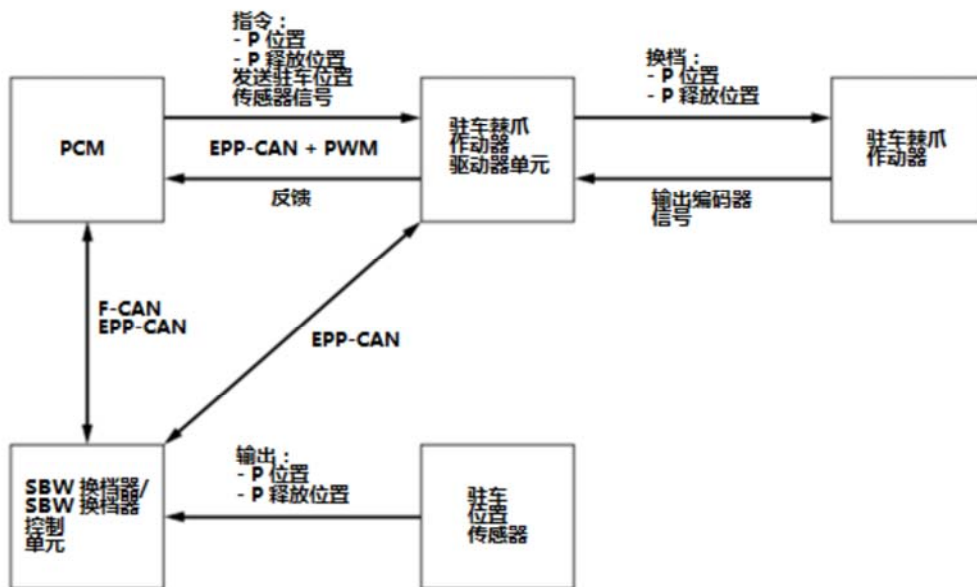 指令：
- P 位置
- P 释放位置
发送驻车位置
传感器信号
换档：
- P 位置
- P 释放位置
PCM
EPP-CAN + PWM
反馈
驻车棘爪
作动器
驱动器单元
输出编码器
信号
驻车棘爪
作动器
F-CAN
EPP-CAN
EPP-CAN
SBW 换档器/
SBW 换档器
控制
单元
输出：
- P 位置
- P 释放位置
驻车
位置
传感器